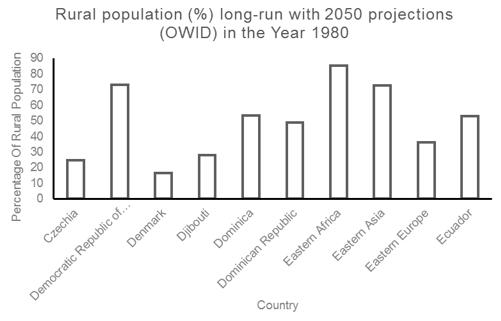 Rural population (%) long-run with 2050 projections
(OWID) in the Year 1980
Percentage Of Rural Population
90
80
70
60
50
40
30
20
10
0
Czechia
Democratic Republic of…
Denmark
Djibouti
Dominica
Dominican Republic
Eastern Africa
Eastern Asia
Eastern Europe
Ecuador
Country